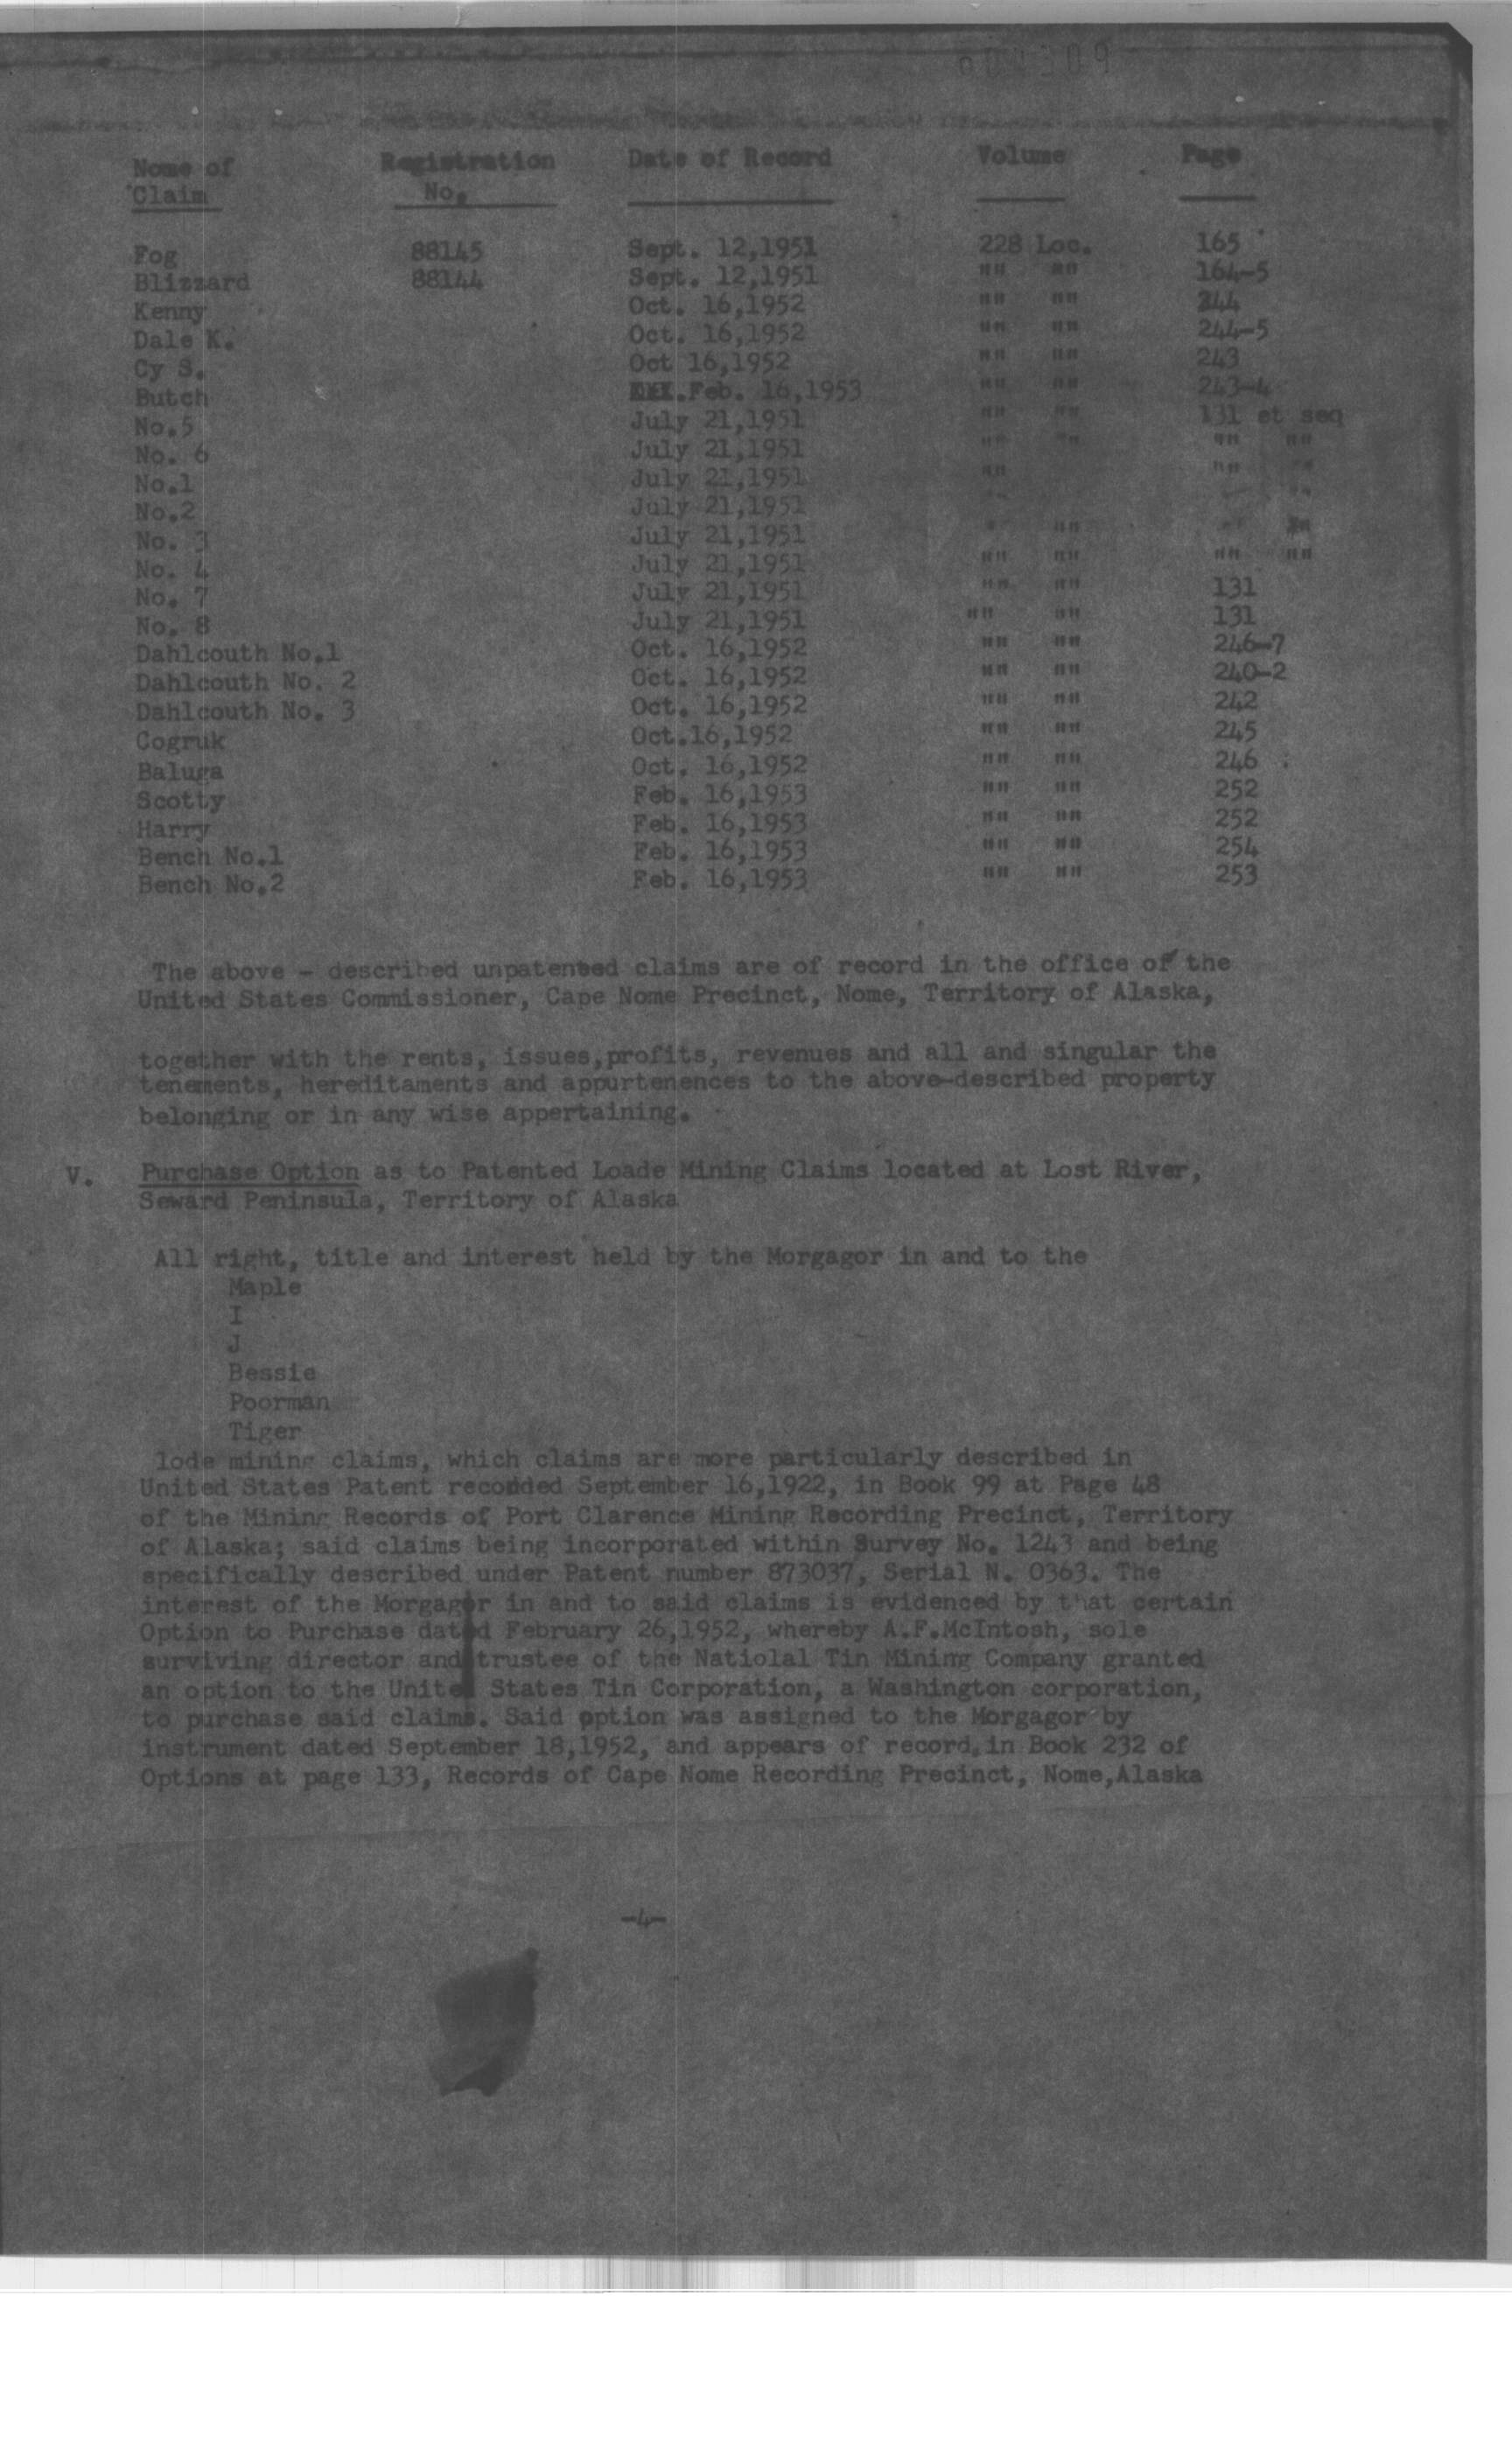 Nome of Registration Date of Record Volume Page
Claim No.
Fog 88145 Sept. 12,1951 228 Loc. 165
Blizzard 88144 Sept. 12,1951 "" "" 164-5
Kenny Oct. 16,1952 "" "" 244
Dale K. Oct. 16,1952 "" "" 244-5
Cy S. Oct 16,1952 "" "" 243
Butch Feb. 16,1953 "" "" 243-4
No.5 July 21,1951 "" "" 131 et seq
No. 6 July 21,1951 "" "" "" ""
No.1 July 21,1951 "" "" ""
No.2 July 21,1951
No. 3 July 21,1951 ""
No. 4 July 21,1951 "" "" "" ""
No. 7 July 21,1951 "" "" 131
No. 8 July 21,1951 "" "" 131
Dahlcouth No.1 Oct. 16,1952 "" "" 246-7
Dahlcouth No. 2 Oct. 16,1952 "" "" 240-2
Dahlcouth No. 3 Oct. 16,1952 "" "" 242
Cogruk Oct.16,1952 "" "" 245
Baluga Oct. 16,1952 "" "" 246
Scotty Feb. 16,1953 "" "" 252
Harry Feb. 16,1953 "" "" 252
Bench No.1 Feb. 16,1953 "" "" 254
Bench No.2 Feb. 16,1953 "" "" 253
The above - described unpatented claims are of record in the office of the
United States Commissioner, Cape Nome Precinct, Nome, Territory of Alaska,
together with the rents, issues,profits, revenues and all and singular the
tenements, hereditaments and appurtenences to the above-described property
belonging or in any wise appertaining.
V. Purchase Option as to Patented Loade Mining Claims located at Lost River,
Seward Peninsula, Territory of Alaska
All right, title and interest held by the Morgagor in and to the
Maple
I
J
Bessie
Poorman
Tiger
lode mining claims, which claims are more particularly described in
United States Patent recorded September 16,1922, in Book 99 at Page 48
of the Mining Records of Port Clarence Mining Recording Precinct, Territory
of Alaska; said claims being incorporated within Survey No. 1243 and being
specifically described under Patent number 873037, Serial N. 0363. The
interest of the Morgagor in and to said claims is evidenced by that certain
Option to Purchase dated February 26,1952, whereby A.F.McIntosh, sole
surviving director and trustee of the Natiolal Tin Mining Company granted
an option to the United States Tin Corporation, a Washington corporation,
to purchase said claims. Said option was assigned to the Morgagor by
instrument dated September 18,1952, and appears of record,in Book 232 of
Options at page 133, Records of Cape Nome Recording Precinct, Nome,Alaska
-4-